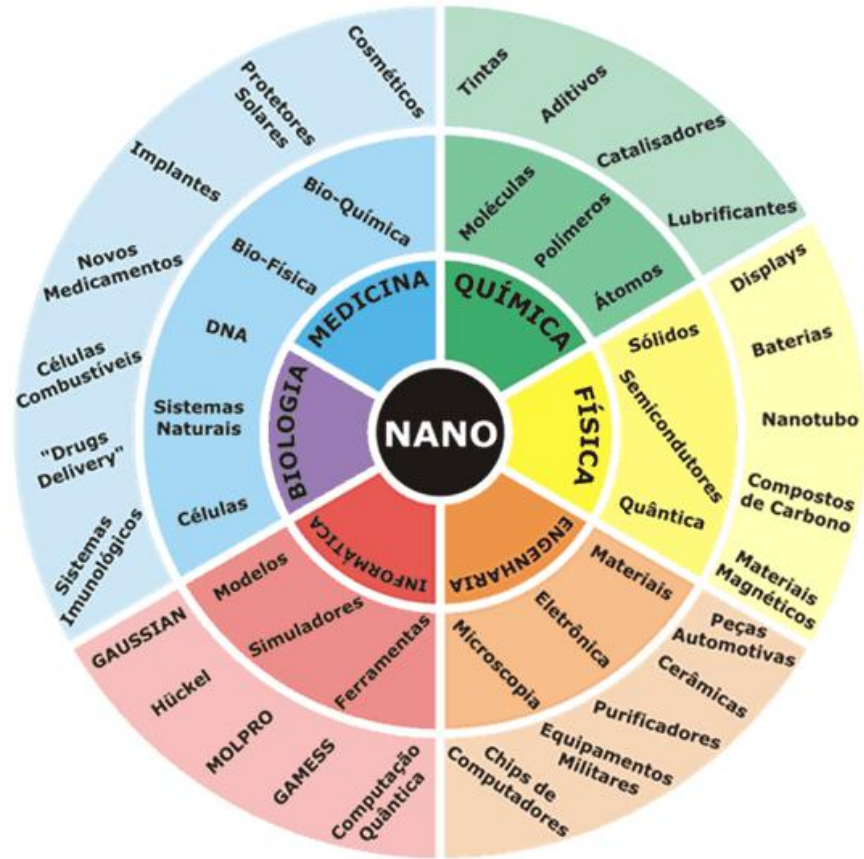 NANO
QUÍMICA
Moléculas
Polímeros
Átomos
Tintas
Aditivos
Catalisadores
Lubrificantes
FÍSICA
Sólidos
Semicondutores
Quântica
Displays
Baterias
Nanotubo
Compostos
de Carbono
Materiais
Magnéticos
ENGENHARIA
Materiais
Eletrônica
Microscopia
Peças
Automotivas
Cerâmicas
Purificadores
Equipamentos
Militares
Chips de
Computadores
INFORMÁTICA
Modelos
Simuladores
Ferramentas
GAUSSIAN
Hückel
MOLPRO
GAMESS
Computação
Quântica
BIOLOGIA
MEDICINA
Bio-Química
Bio-Física
DNA
Sistemas
Naturais
Células
Cosméticos
Protetores
Solares
Implantes
Novos
Medicamentos
Células
Combustíveis
"Drugs
Delivery"
Sistemas
Imunológicos